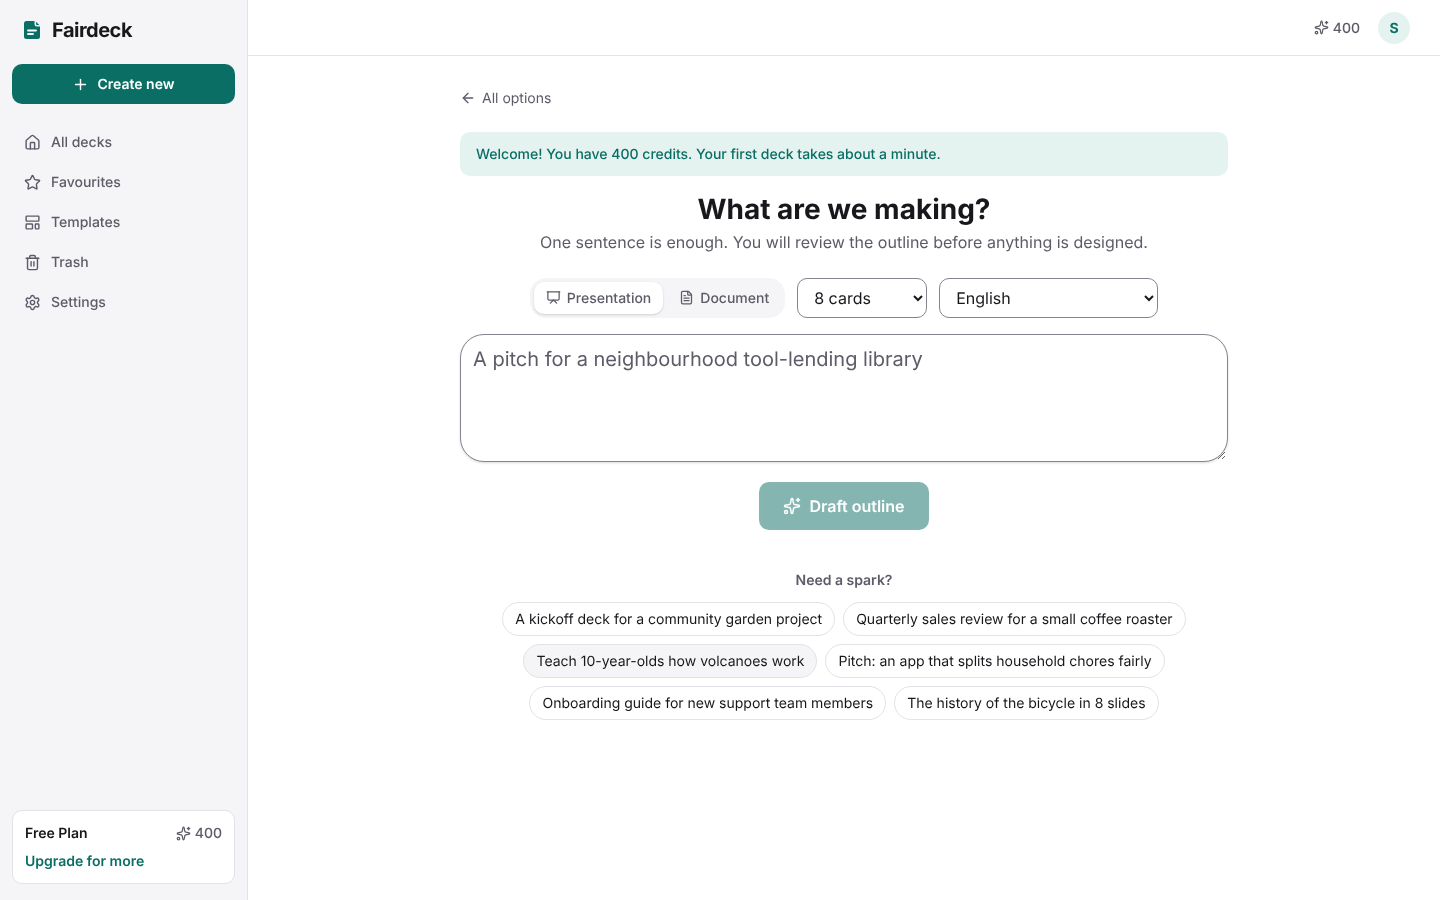 Fairdeck
Create new
All decks
Favourites
Templates
Trash
Settings
Free Plan 400
Upgrade for more
400 S
All options
Welcome! You have 400 credits. Your first deck takes about a minute.
What are we making?
One sentence is enough. You will review the outline before anything is designed.
Presentation Document 8 cards English
A pitch for a neighbourhood tool-lending library
Draft outline
Need a spark?
A kickoff deck for a community garden project Quarterly sales review for a small coffee roaster
Teach 10-year-olds how volcanoes work Pitch: an app that splits household chores fairly
Onboarding guide for new support team members The history of the bicycle in 8 slides